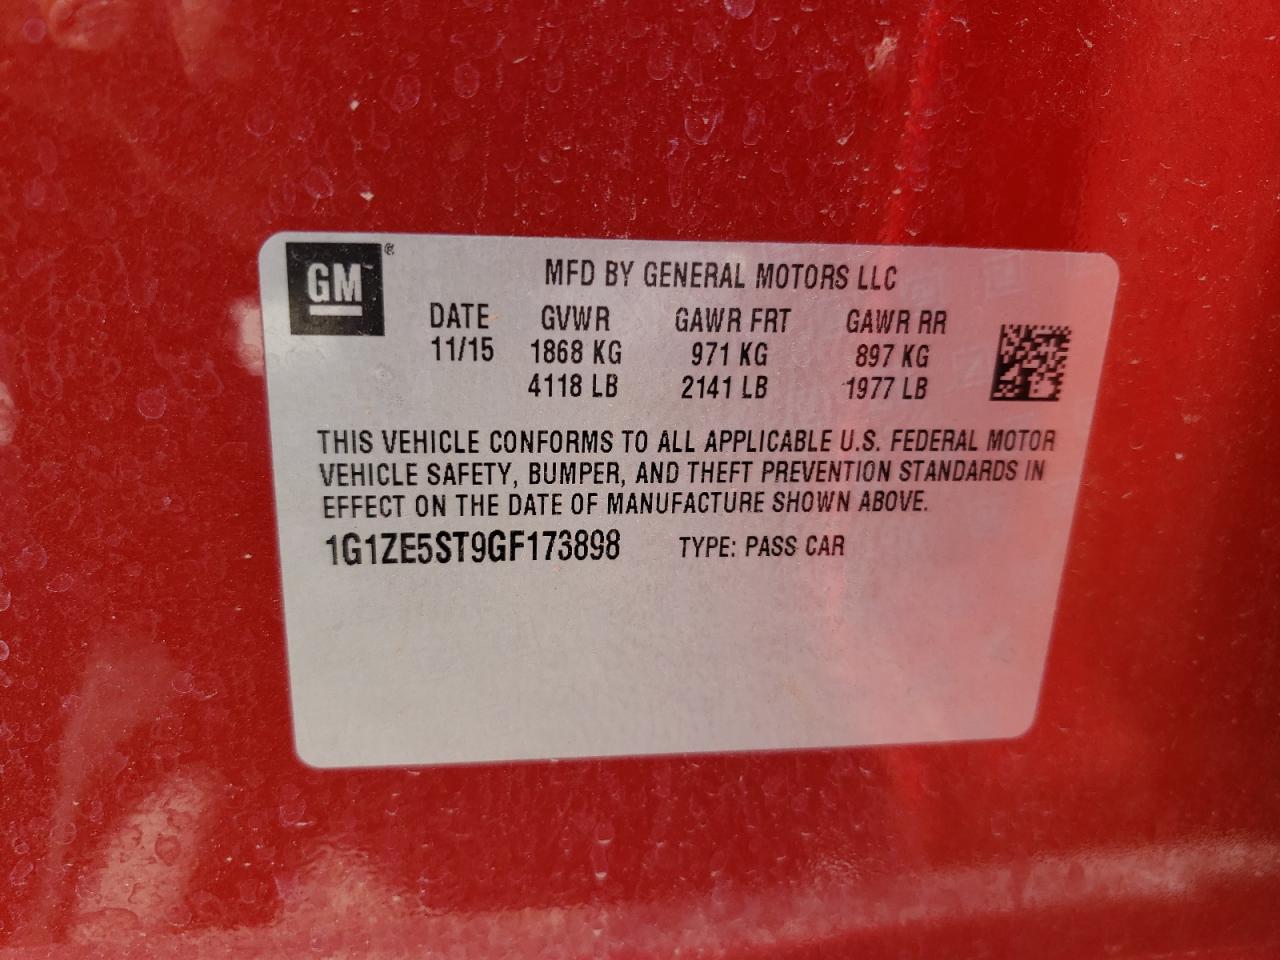 GM ®
MFD BY GENERAL MOTORS LLC
DATE GVWR GAWR FRT GAWR RR
11/15 1868 KG 971 KG 897 KG
4118 LB 2141 LB 1977 LB
THIS VEHICLE CONFORMS TO ALL APPLICABLE U.S. FEDERAL MOTOR
VEHICLE SAFETY, BUMPER, AND THEFT PREVENTION STANDARDS IN
EFFECT ON THE DATE OF MANUFACTURE SHOWN ABOVE.
1G1ZE5ST9GF173898 TYPE: PASS CAR